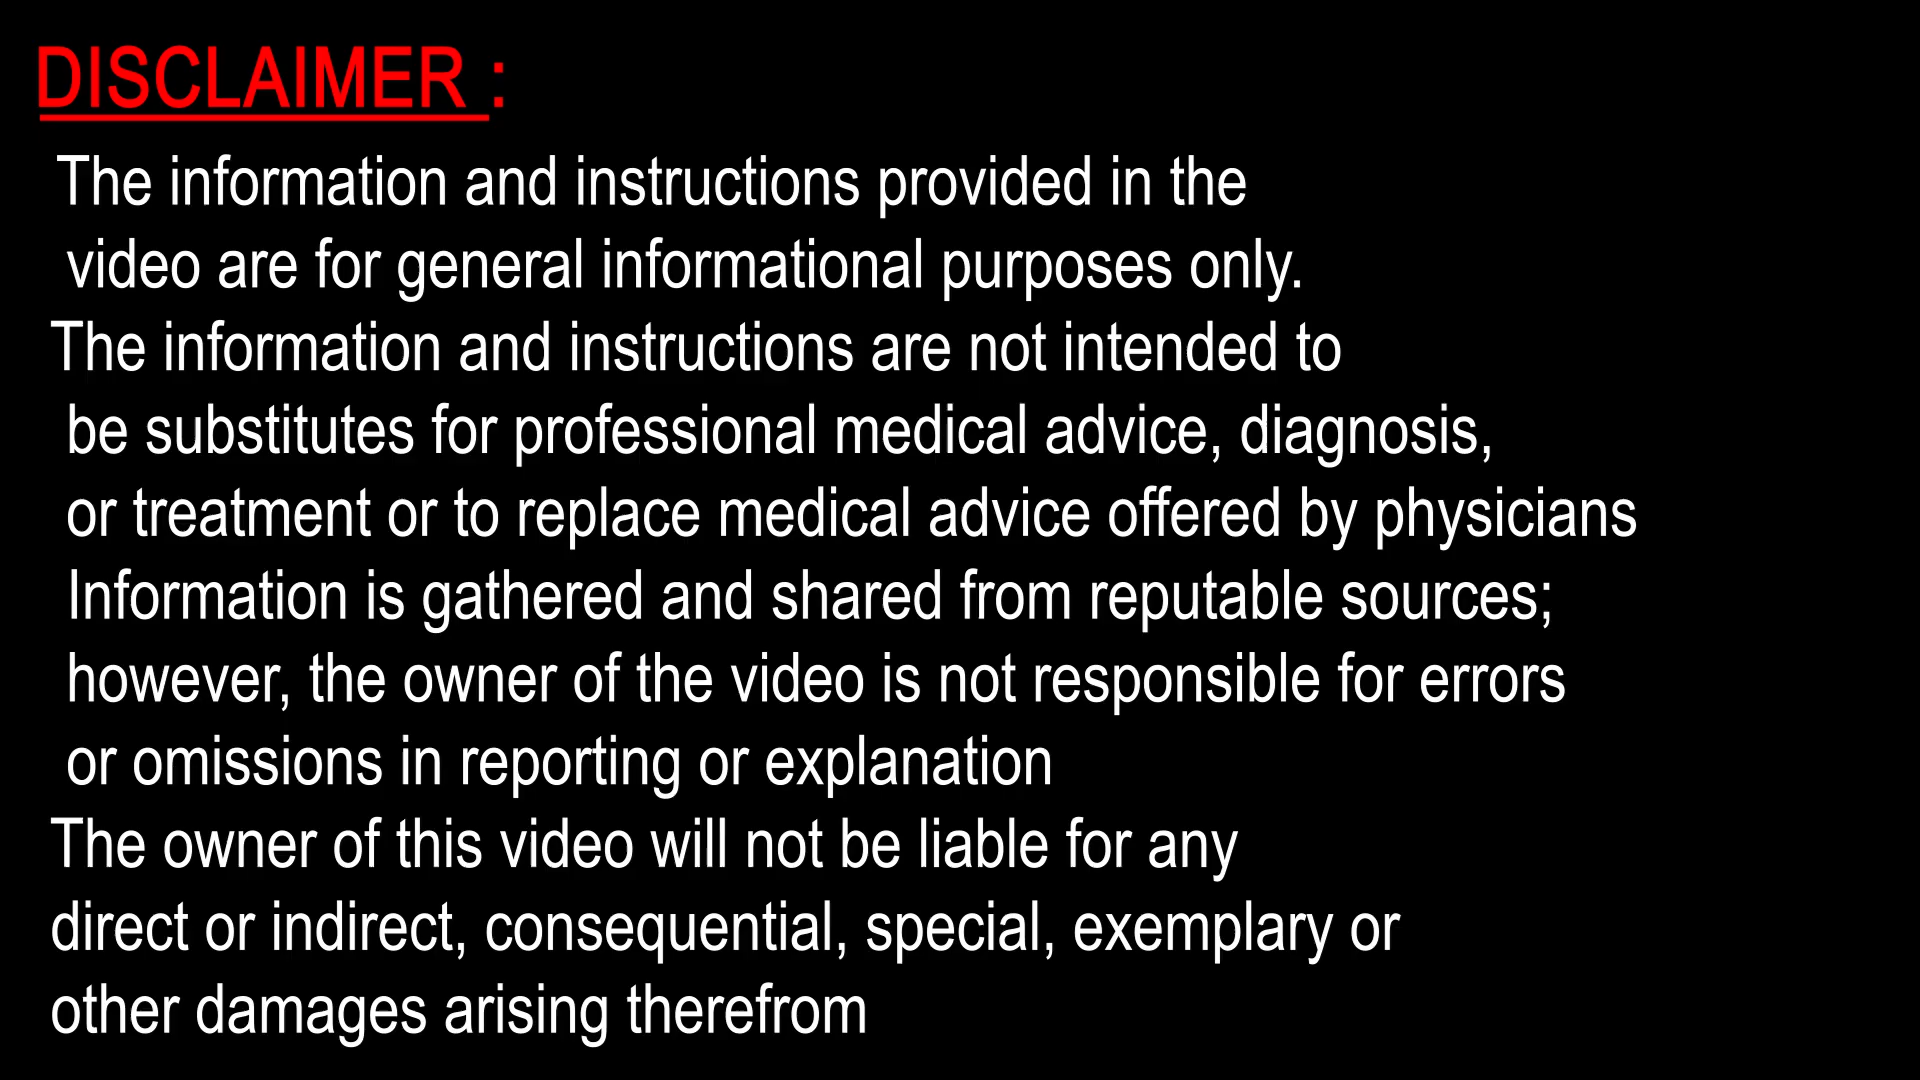 DISCLAIMER :
The information and instructions provided in the
video are for general informational purposes only.
The information and instructions are not intended to
be substitutes for professional medical advice, diagnosis,
or treatment or to replace medical advice offered by physicians
Information is gathered and shared from reputable sources;
however, the owner of the video is not responsible for errors
or omissions in reporting or explanation
The owner of this video will not be liable for any
direct or indirect, consequential, special, exemplary or
other damages arising therefrom